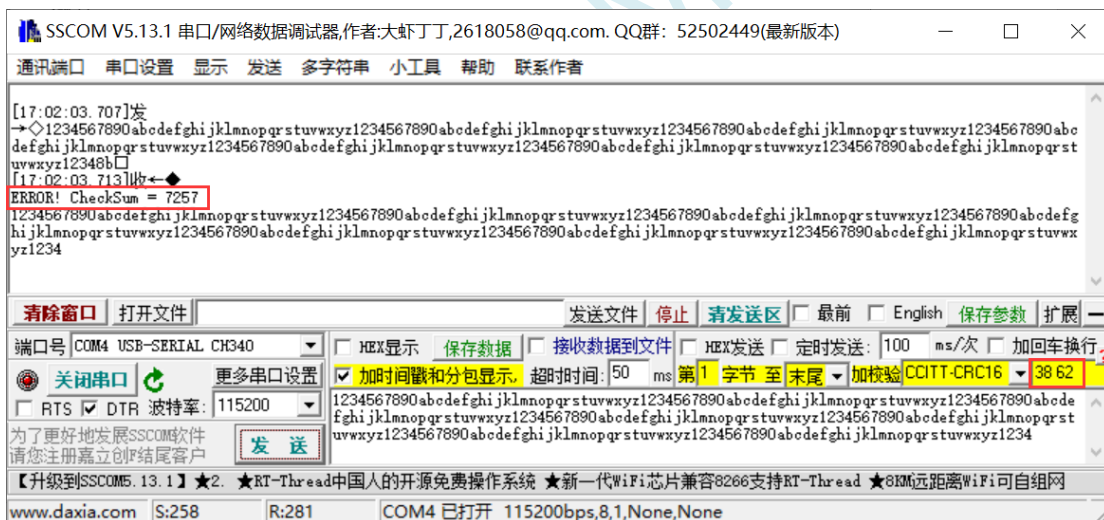 SSCOM V5.13.1 串口/网络数据调试器,作者:大虾丁丁,2618058@qq.com. QQ群: 52502449(最新版本)
通讯端口 串口设置 显示 发送 多字符串 小工具 帮助 联系作者
[17:02:03.707]发
→◇1234567890abcdefghijklmnopqrstuvwxyz1234567890abcdefghijklmnopqrstuvwxyz1234567890abcdefghijklmnopqrstuvwxyz1234567890abc
defghijklmnopqrstuvwxyz1234567890abcdefghijklmnopqrstuvwxyz1234567890abcdefghijklmnopqrstuvwxyz1234567890abcdefghijklmnopqrst
uvwxyz12348b□
[17:02:03.713]收←◆
ERROR! CheckSum = 7257
1234567890abcdefghijklmnopqrstuvwxyz1234567890abcdefghijklmnopqrstuvwxyz1234567890abcdefghijklmnopqrstuvwxyz1234567890abcdefg
hijklmnopqrstuvwxyz1234567890abcdefghijklmnopqrstuvwxyz1234567890abcdefghijklmnopqrstuvwxyz1234567890abcdefghijklmnopqrstuvwx
yz1234
清除窗口 打开文件 发送文件 停止 清发送区 最前 English 保存参数 扩展 —
端口号 COM4 USB-SERIAL CH340 HEX显示 保存数据 接收数据到文件 HEX发送 定时发送: 100 ms/次 加回车换行
关闭串口 更多串口设置 加时间戳和分包显示, 超时时间: 50 ms 第1 字节 至 末尾 加校验 CCITT-CRC16 38 62
RTS DTR 波特率: 115200 1234567890abcdefghijklmnopqrstuvwxyz1234567890abcdefghijklmnopqrstuvwxyz1234567890abcde
fghijklmnopqrstuvwxyz1234567890abcdefghijklmnopqrstuvwxyz1234567890abcdefghijklmnopqrst
为了更好地发展SSCOM软件 发 送 uvwxyz1234567890abcdefghijklmnopqrstuvwxyz1234567890abcdefghijklmnopqrstuvwxyz1234
请您注册嘉立创F结尾客户
【升级到SSCOM5.13.1】★2. ★RT-Thread中国人的开源免费操作系统 ★新一代WiFi芯片兼容8266支持RT-Thread ★8KM远距离WiFi可自组网
www.daxia.com S:258 R:281 COM4 已打开 115200bps,8,1,None,None